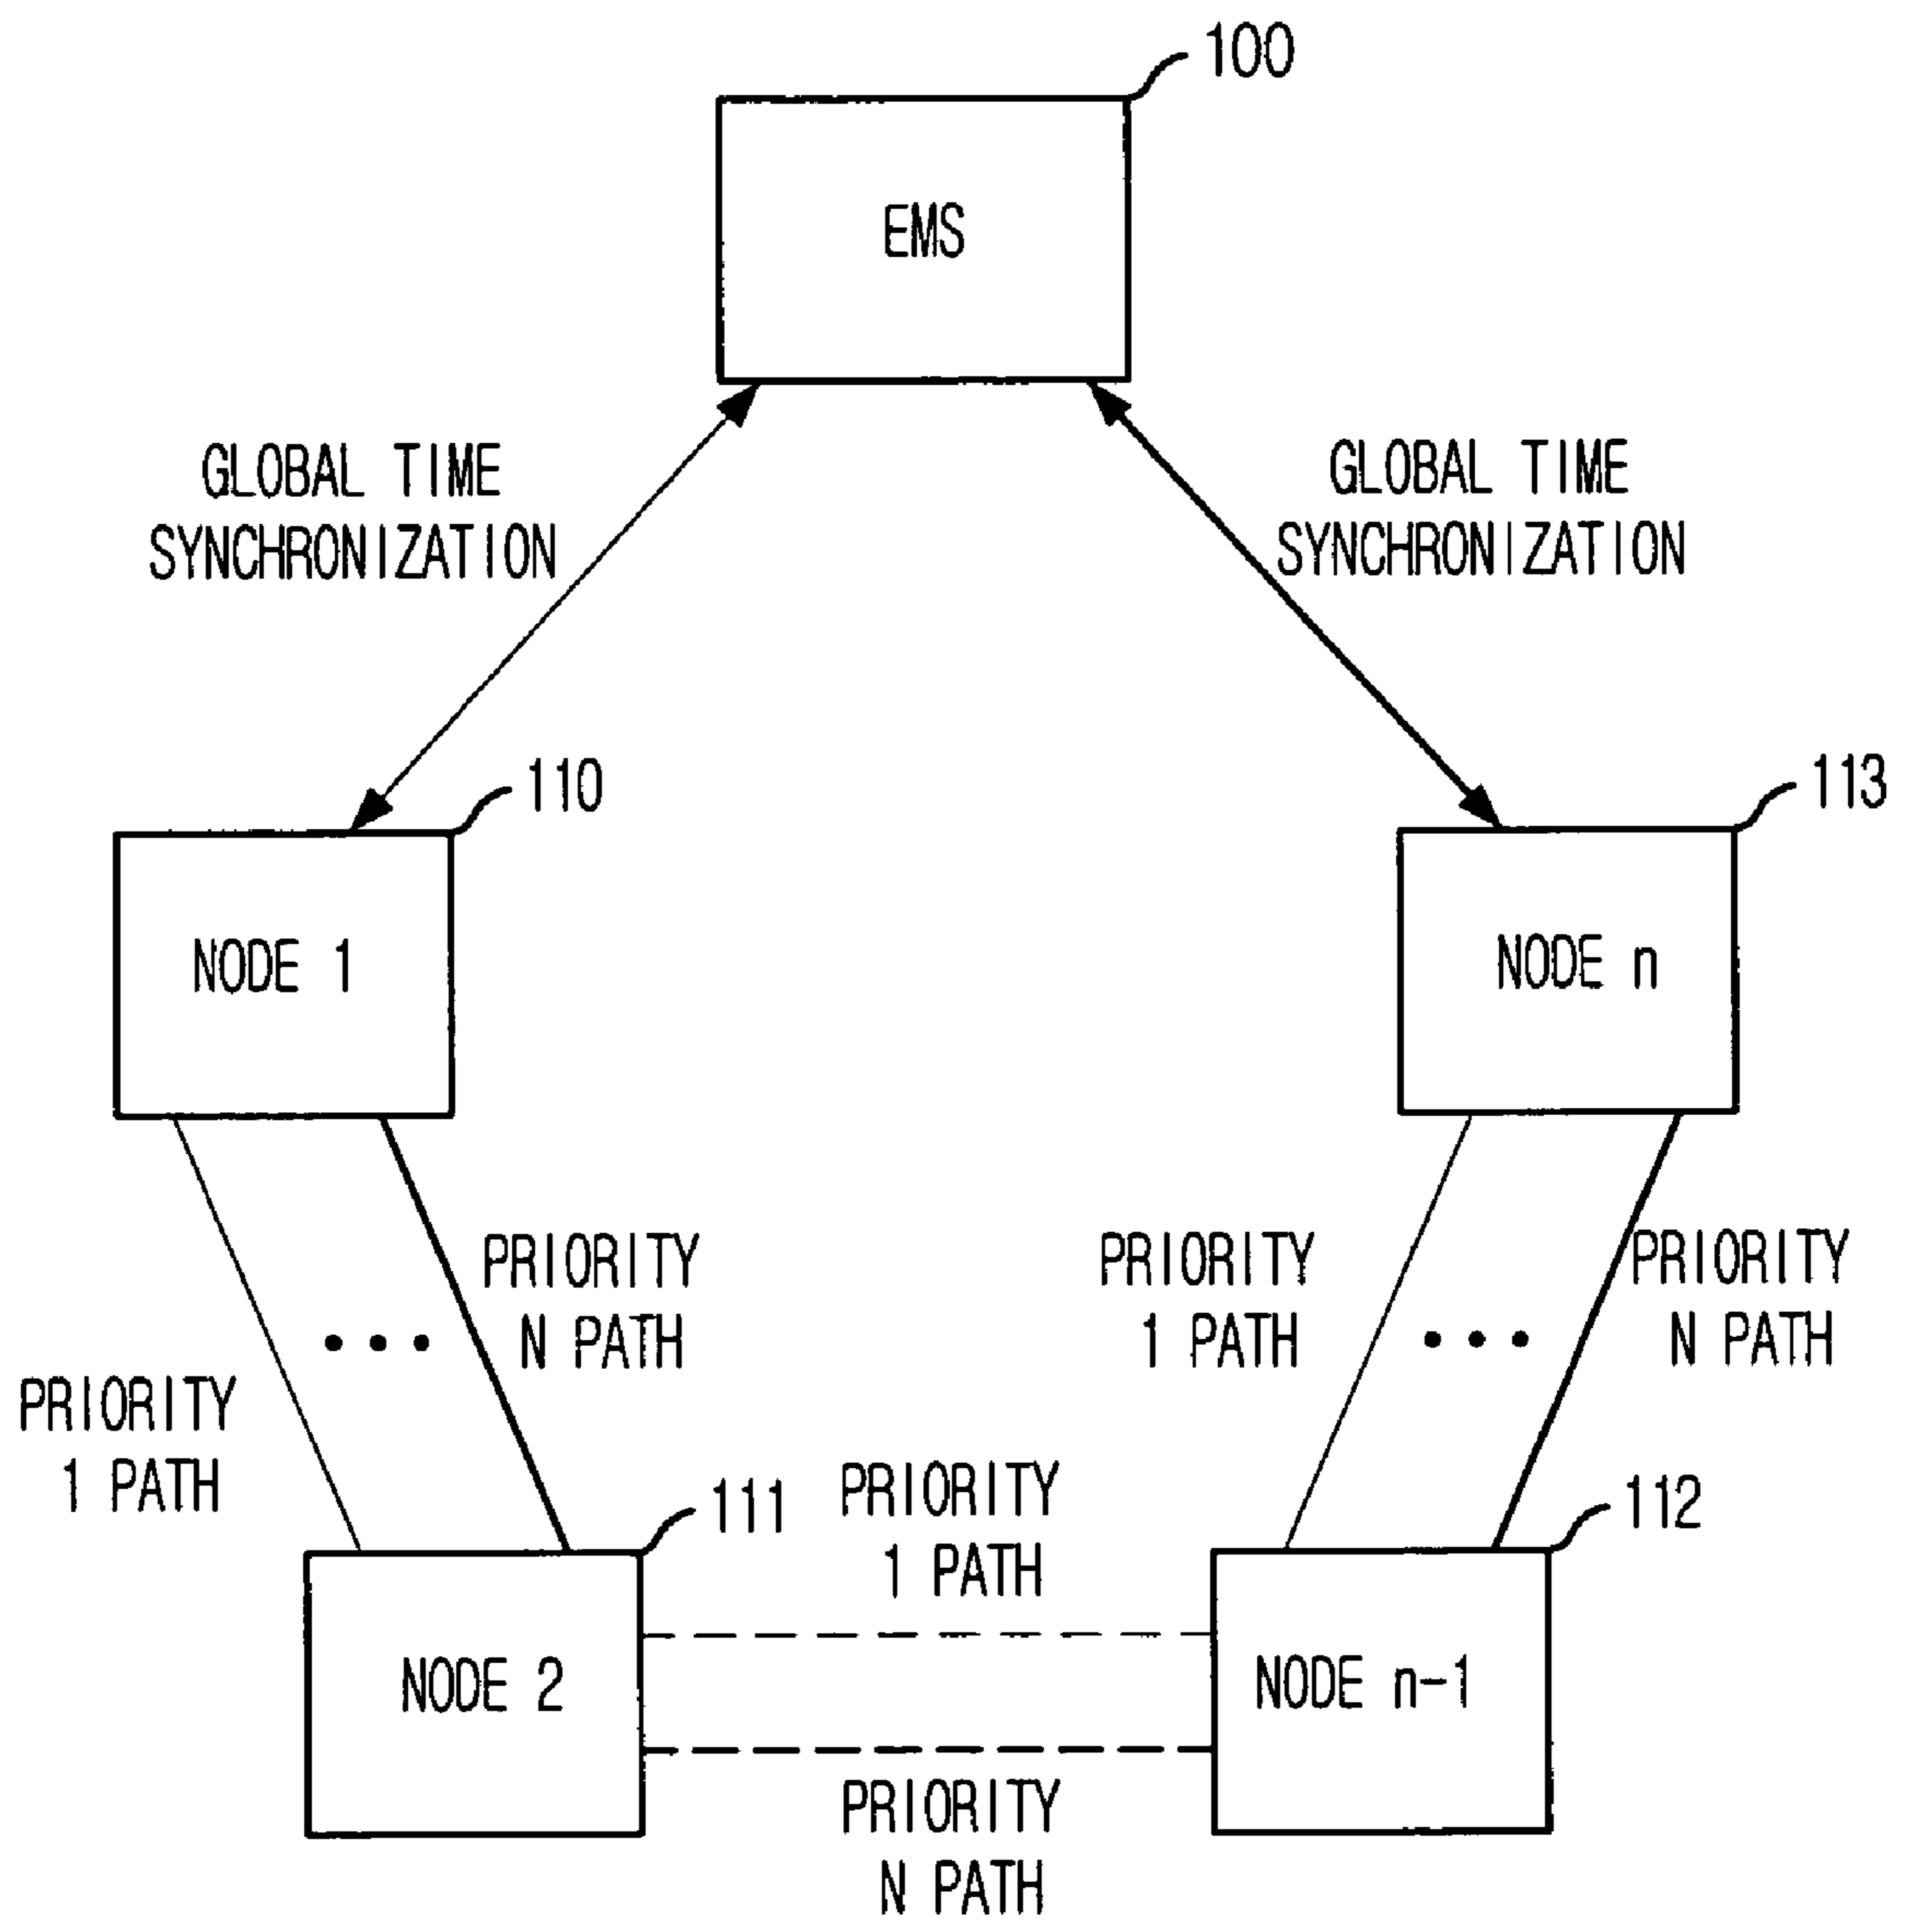 100
EMS
GLOBAL TIME
SYNCHRONIZATION
GLOBAL TIME
SYNCHRONIZATION
110
113
NODE 1
NODE n
PRIORITY
N PATH
PRIORITY
1 PATH
PRIORITY
N PATH
PRIORITY
1 PATH
111
PRIORITY
1 PATH
112
NODE 2
NODE n-1
PRIORITY
N PATH